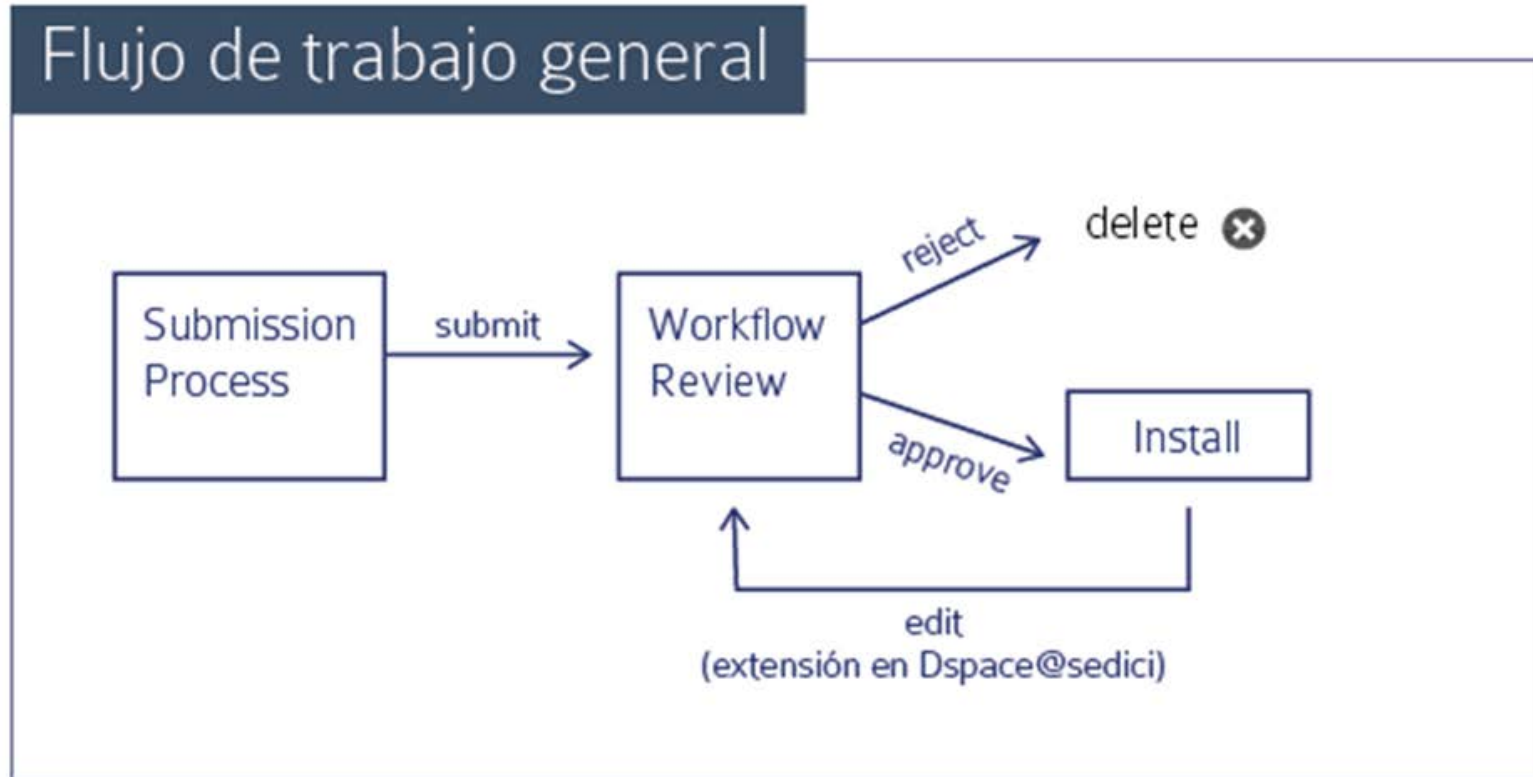 Flujo de trabajo general
Submission
Process
submit
Workflow
Review
reject
delete
approve
Install
edit
(extensión en Dspace@sedici)